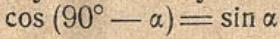 cos (90° — α) = sin α